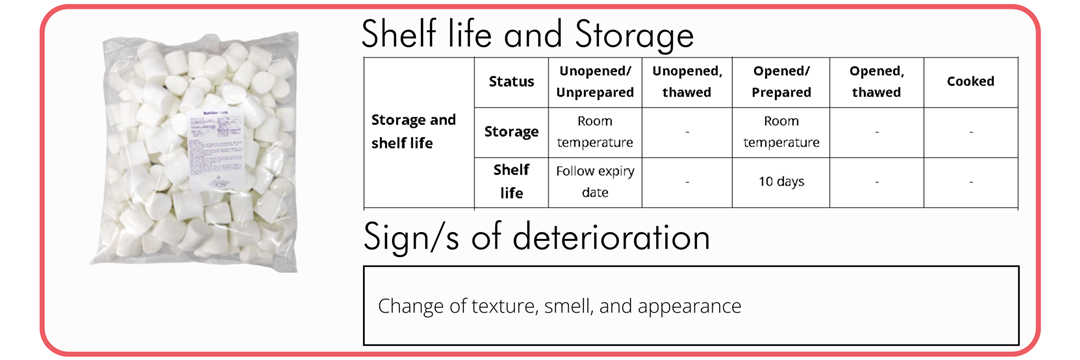 Shelf life and Storage
Storage and
shelf life
Status
Unopened/
Unprepared
Unopened,
thawed
Opened/
Prepared
Opened,
thawed
Cooked
Storage
Room
temperature
-
Room
temperature
-
-
Shelf
life
Follow expiry
date
-
10 days
-
-
Sign/s of deterioration
Change of texture, smell, and appearance